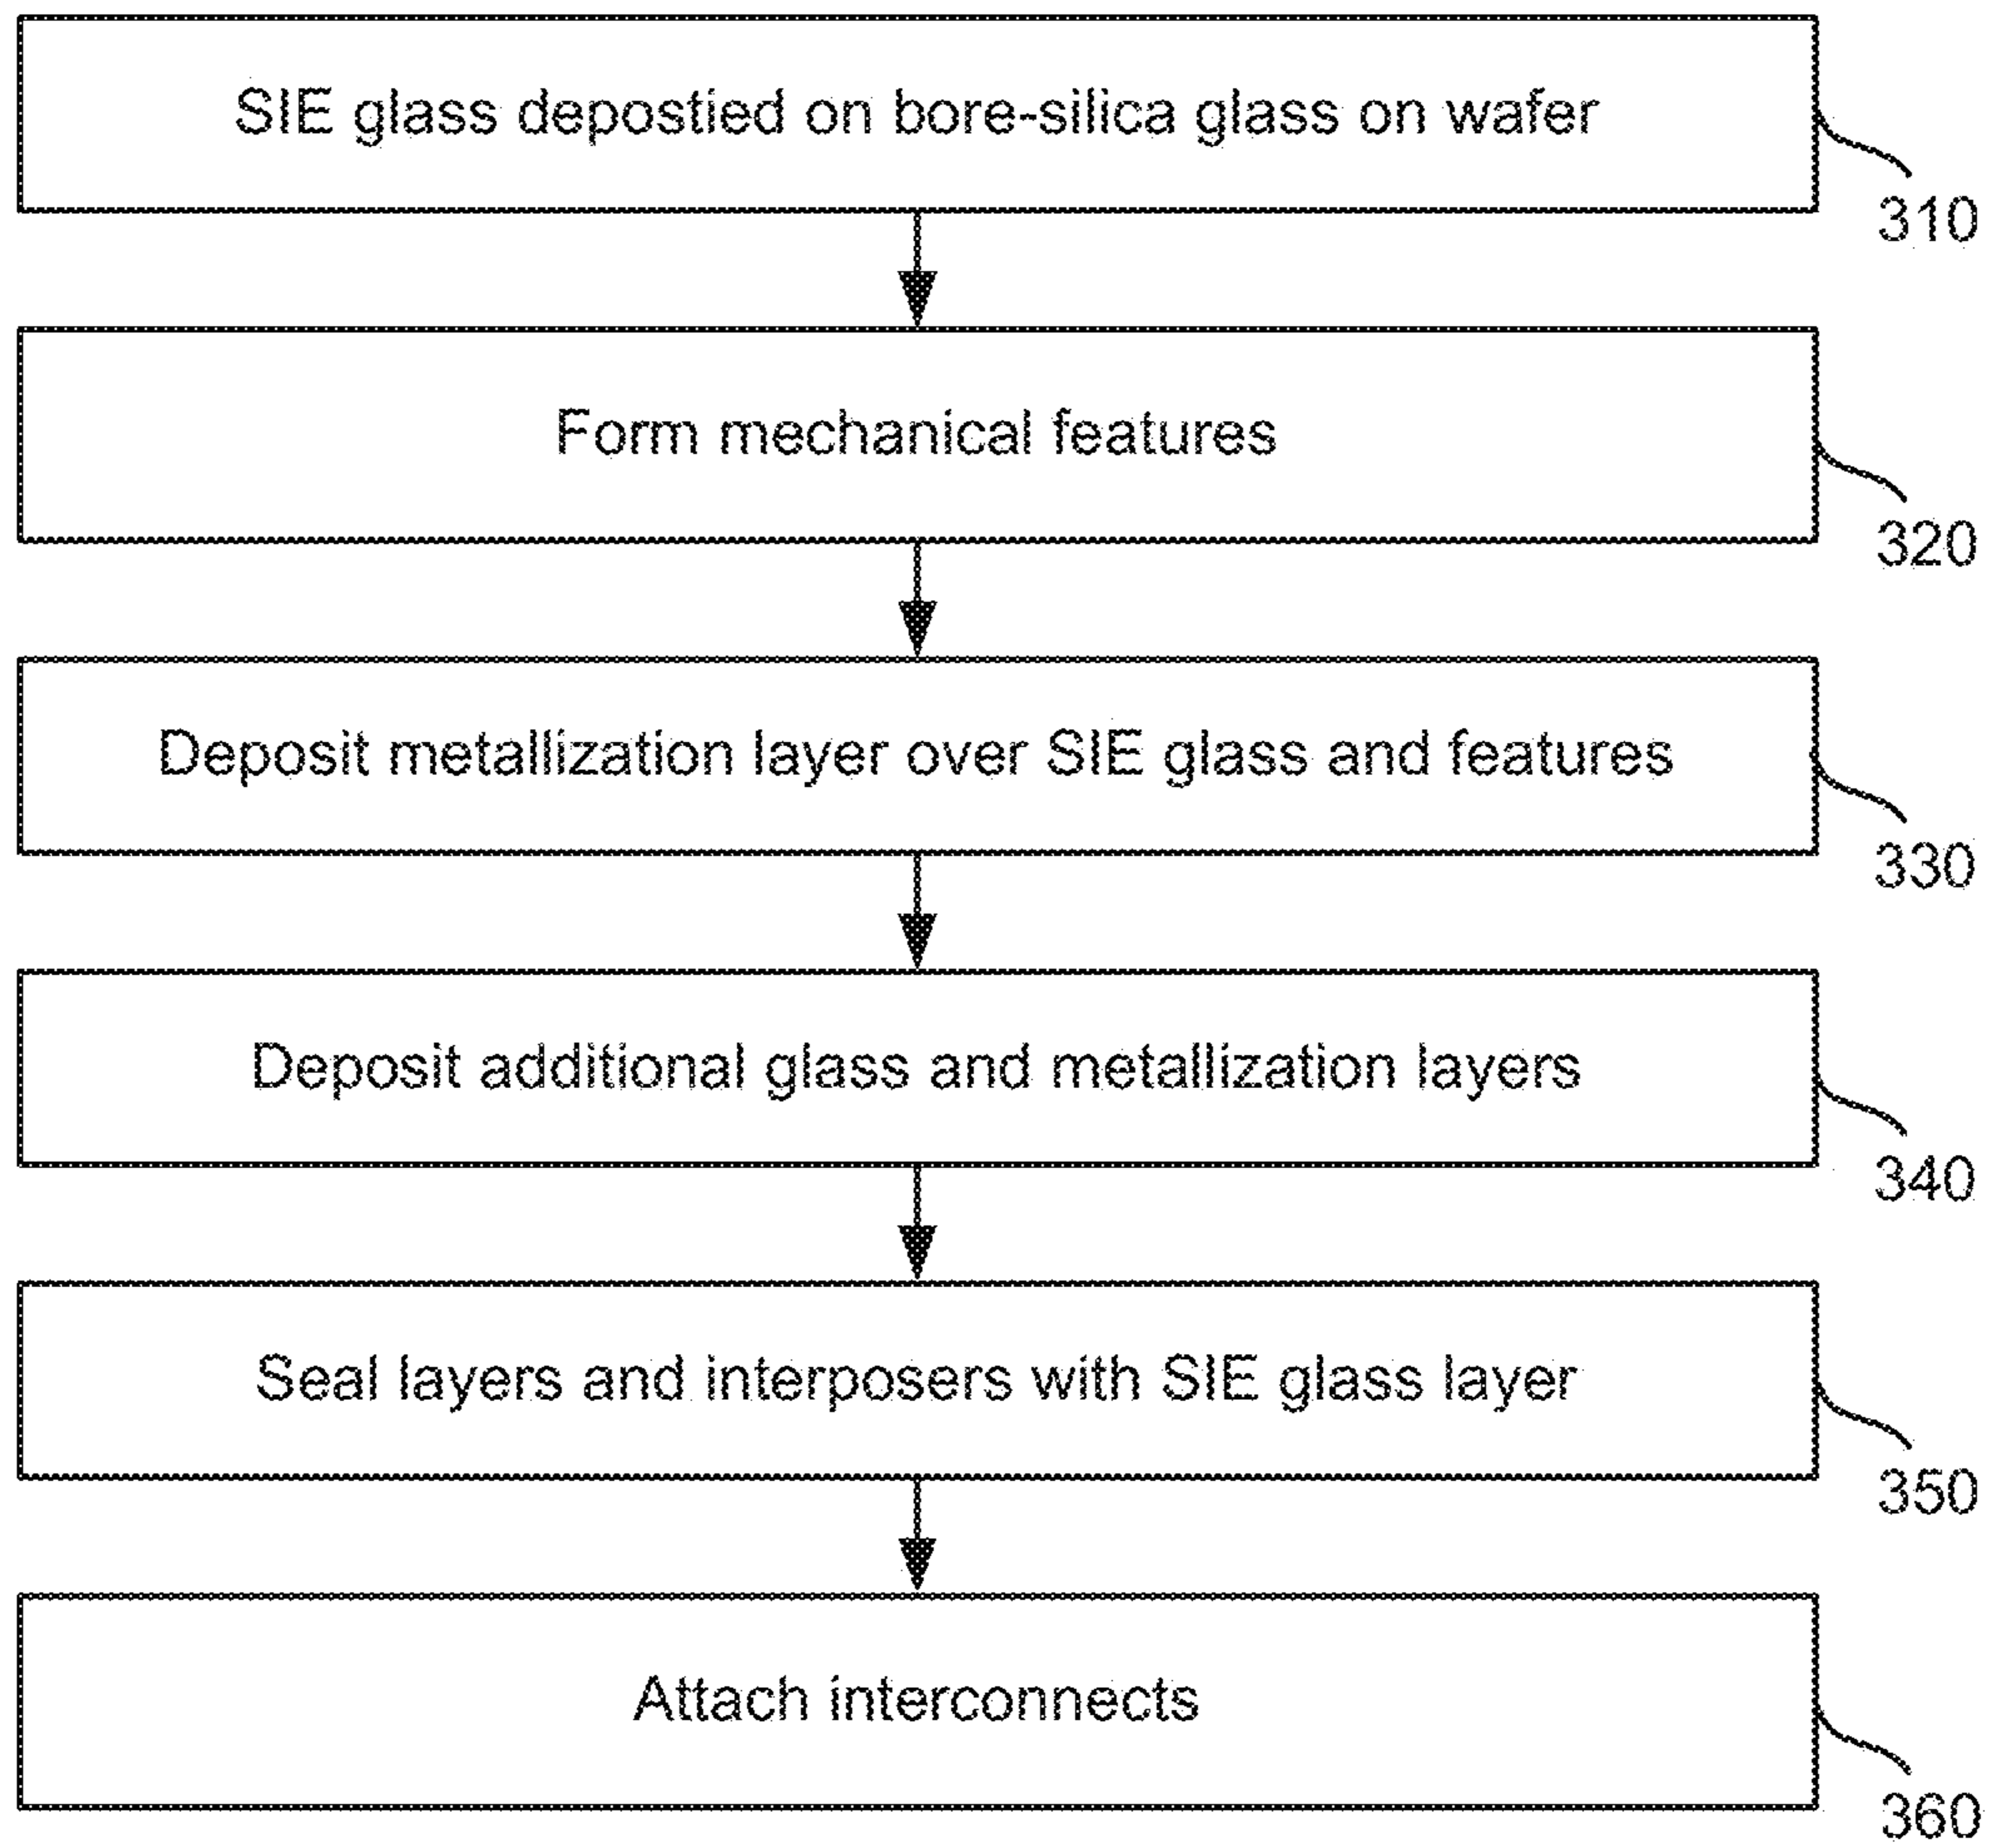 SIE glass depostied on bore-silica glass on wafer
310
Form mechanical features
320
Deposit metallization layer over SIE glass and features
330
Deposit additional glass and metallization layers
340
Seal layers and interposers with SIE glass layer
350
Attach interconnects
360